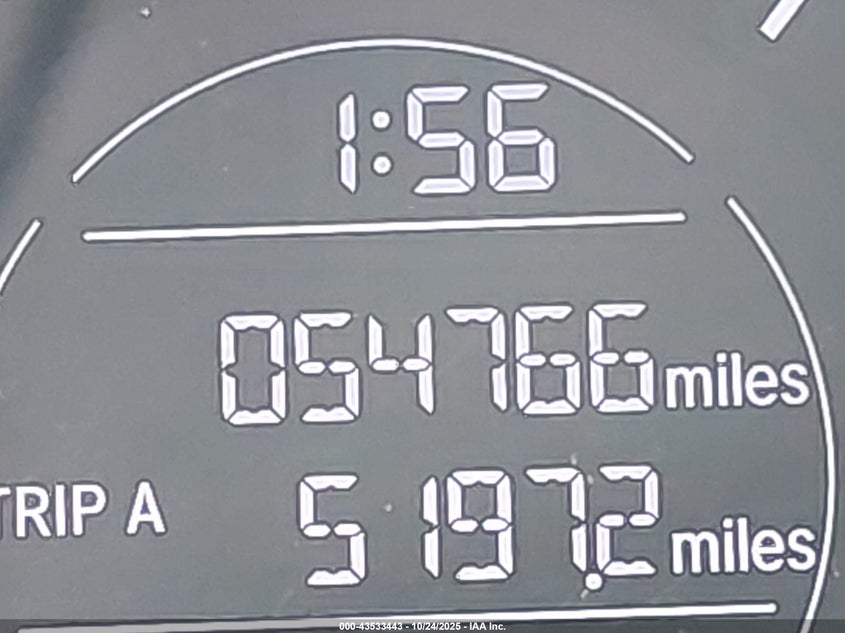 1:56
054766 miles
TRIP A 5197.2 miles
000-43533443 - 10/24/2025 - IAA Inc.